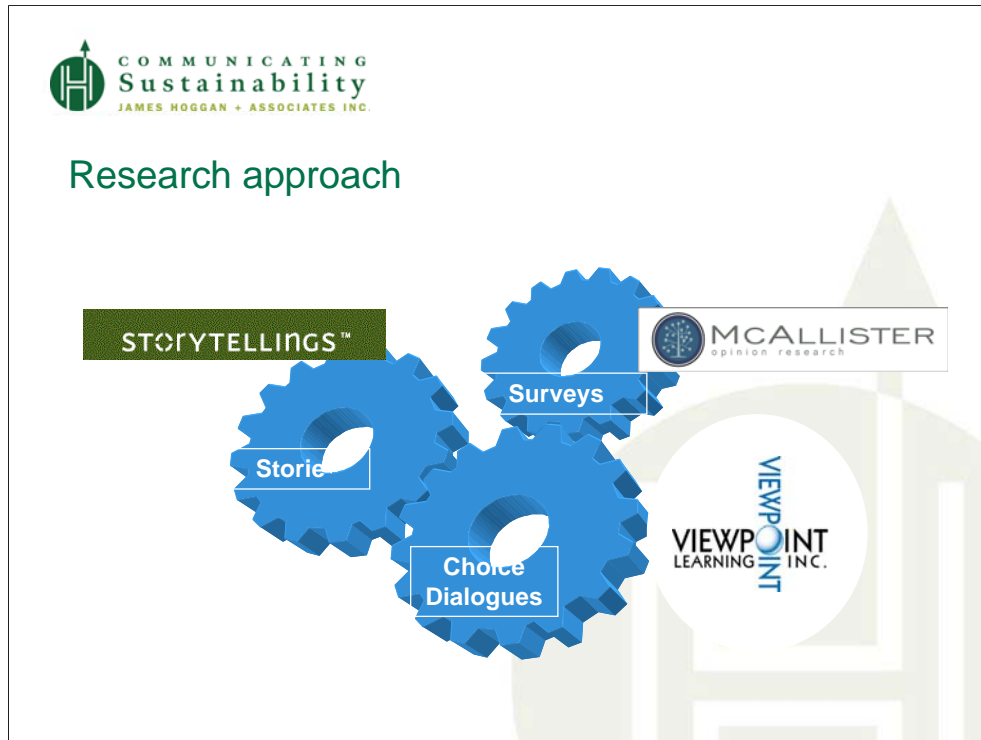 COMMUNICATING
Sustainability
JAMES HOGGAN + ASSOCIATES INC.
Research approach
STORYTELLINGS™
MCALLISTER
opinion research
Surveys
Storie
VIEWPOINT
VIEWPOINT
LEARNING INC.
Choice
Dialogues